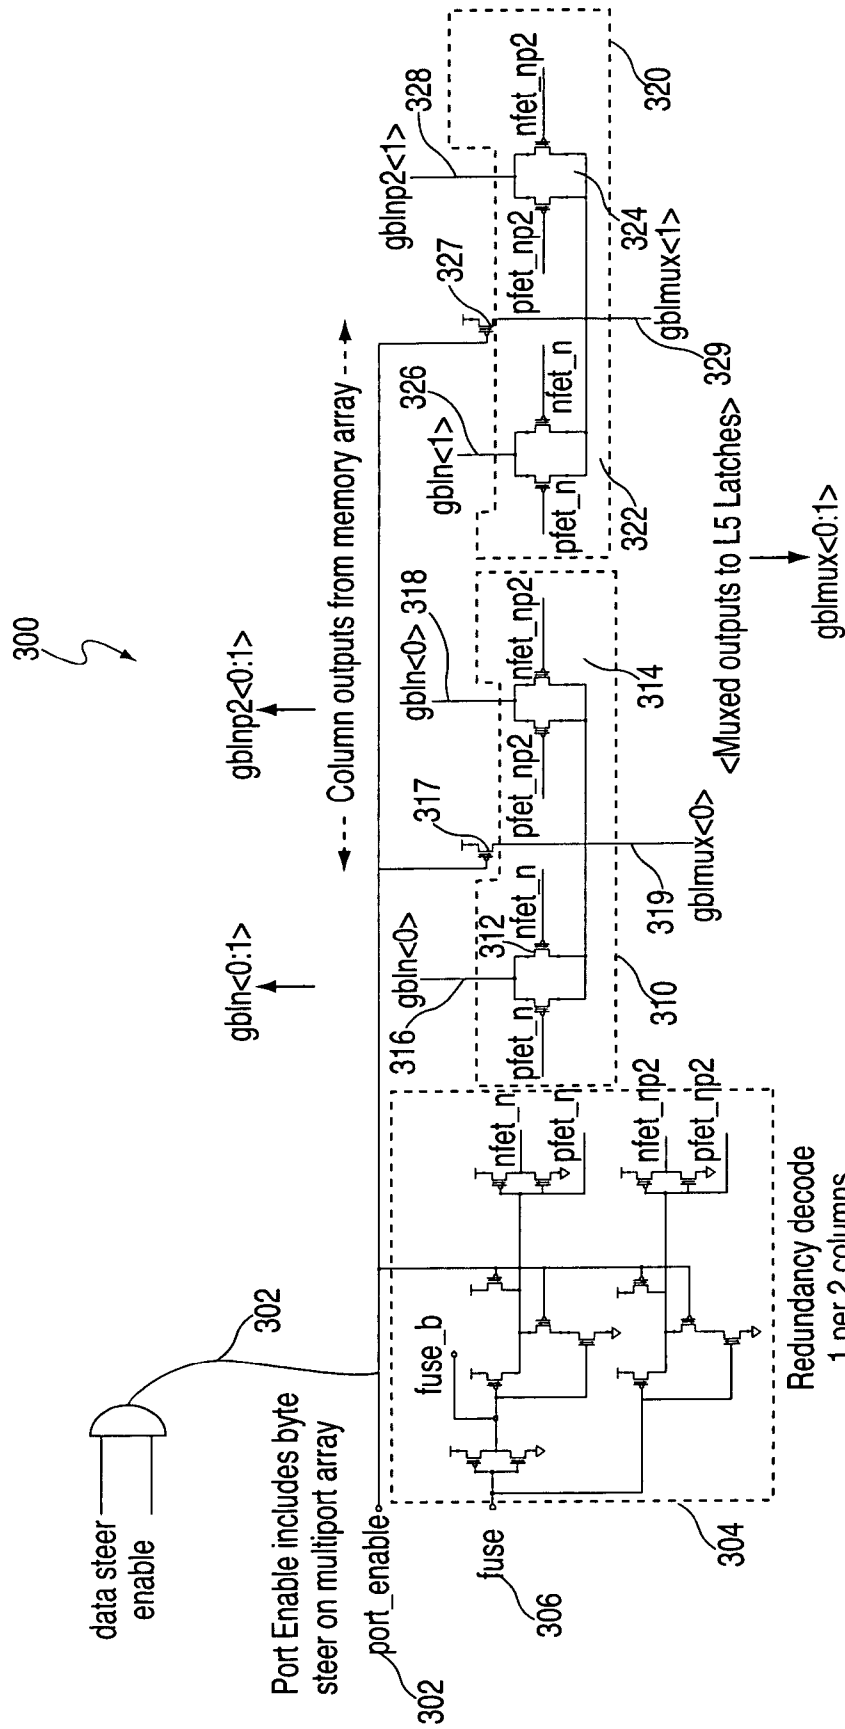 300
data steer
enable
302
Port Enable includes byte
steer on multiport array
port_enable
302
gbln<0:1>
gblnp2<0:1>
Column outputs from memory array
fuse
306
fuse_b
nfet_n
pfet_n
nfet_np2
pfet_np2
304
Redundancy decode
1 per 2 columns
316
gbln<0>
pfet_n
312
nfet_n
317
gbln<0>
318
pfet_np2
nfet_np2
310
319
gblmux<0>
314
326
gbln<1>
pfet_n
nfet_n
322
327
gblnp2<1>
328
pfet_np2
nfet_np2
324
320
329
gblmux<1>
<Muxed outputs to L5 Latches>
gblmux<0:1>